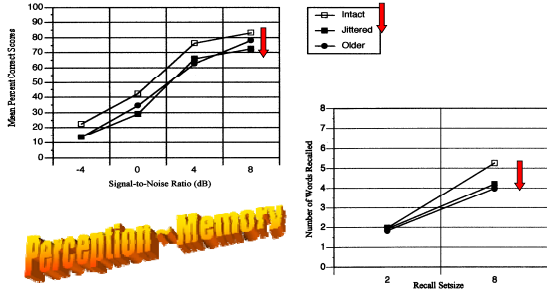 Mean Percent Correct Scores
100
90
80
70
60
50
40
30
20
10
0
-4 0 4 8
Signal-to-Noise Ratio (dB)
Intact
Jittered
Older
Number of Words Recalled
8
7
6
5
4
3
2
1
0
2 8
Recall Setsize
Perception ~ Memory